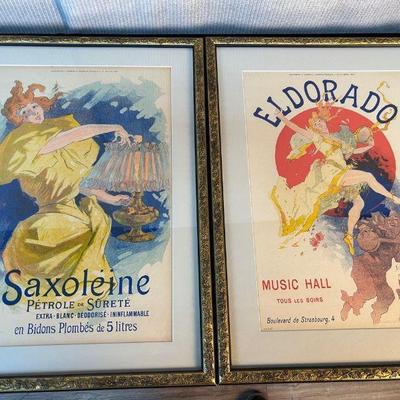 Saxoléine
PÉTROLE DE SÛRETÉ
EXTRA-BLANC-DÉODORISÉ-ININFLAMMABLE
en Bidons Plombés de 5 litres
ELDORADO
MUSIC HALL
TOUS LES SOIRS
Boulevard de Strasbourg, 4